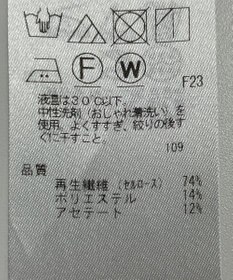 F W
F23
液温は30℃以下、
中性洗剤(おしゃれ着洗い)を
使用。よくすすぎ、絞りの後す
ぐに干すこと。
109
品質
再生繊維(セルロース) 74%
ポリエステル 14%
アセテート 12%